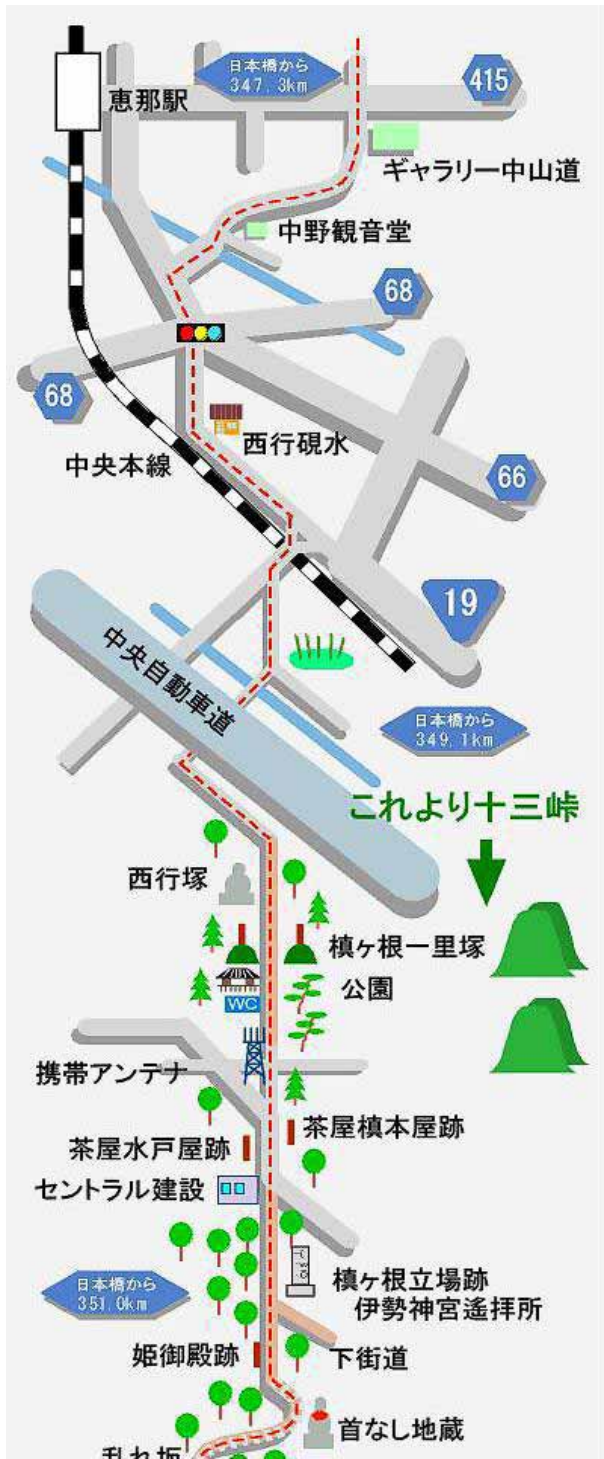 日本橋から
347.3km
415
恵那駅
ギャラリー中山道
中野観音堂
68
68
西行硯水
中央本線
66
19
中央自動車道
日本橋から
349.1km
これより十三峠
西行塚
槙ヶ根一里塚
WC
公園
携帯アンテナ
茶屋槙本屋跡
茶屋水戸屋跡
セントラル建設
日本橋から
351.0km
槙ヶ根立場跡
伊勢神宮遙拝所
姫御殿跡
下街道
首なし地蔵
乱れ坂